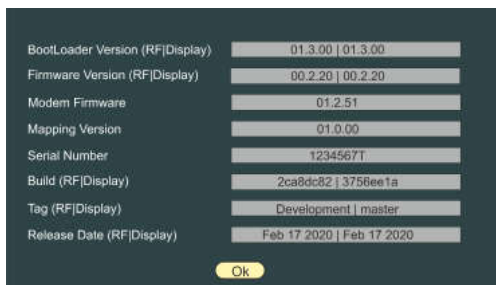 BootLoader Version (RF|Display) 01.3.00 | 01.3.00
Firmware Version (RF|Display) 00.2.20 | 00.2.20
Modem Firmware 01.2.51
Mapping Version 01.0.00
Serial Number 1234567T
Build (RF|Display) 2ca8dc82 | 3756ee1a
Tag (RF|Display) Development | master
Release Date (RF|Display) Feb 17 2020 | Feb 17 2020
Ok